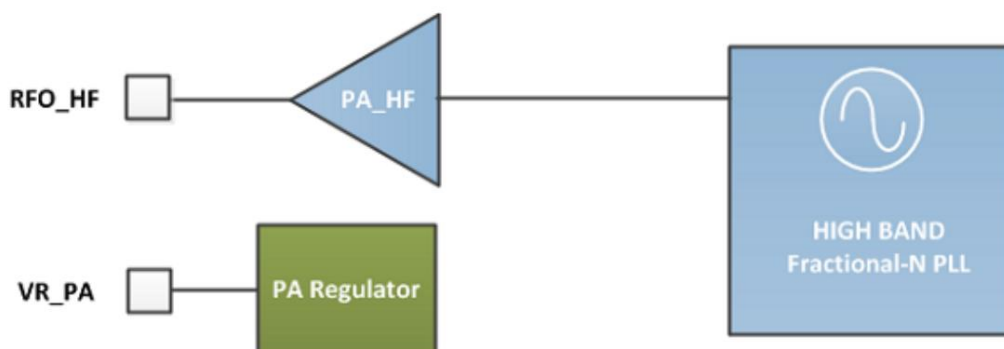 RFO_HF
PA_HF
HIGH BAND
Fractional-N PLL
VR_PA
PA Regulator